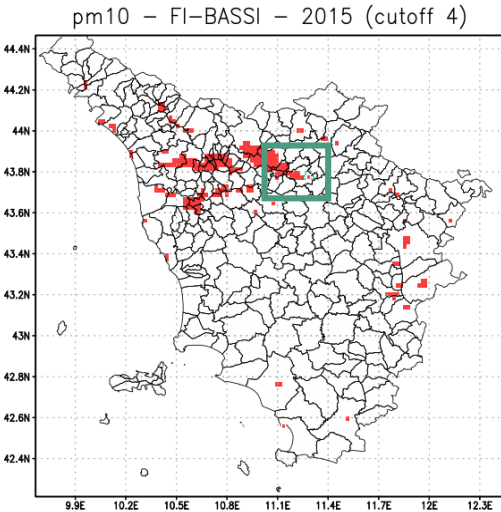 pm10 – FI–BASSI – 2015 (cutoff 4)
44.4N
44.2N
44N
43.8N
43.6N
43.4N
43.2N
43N
42.8N
42.6N
42.4N
9.9E 10.2E 10.5E 10.8E 11.1E 11.4E 11.7E 12E 12.3E